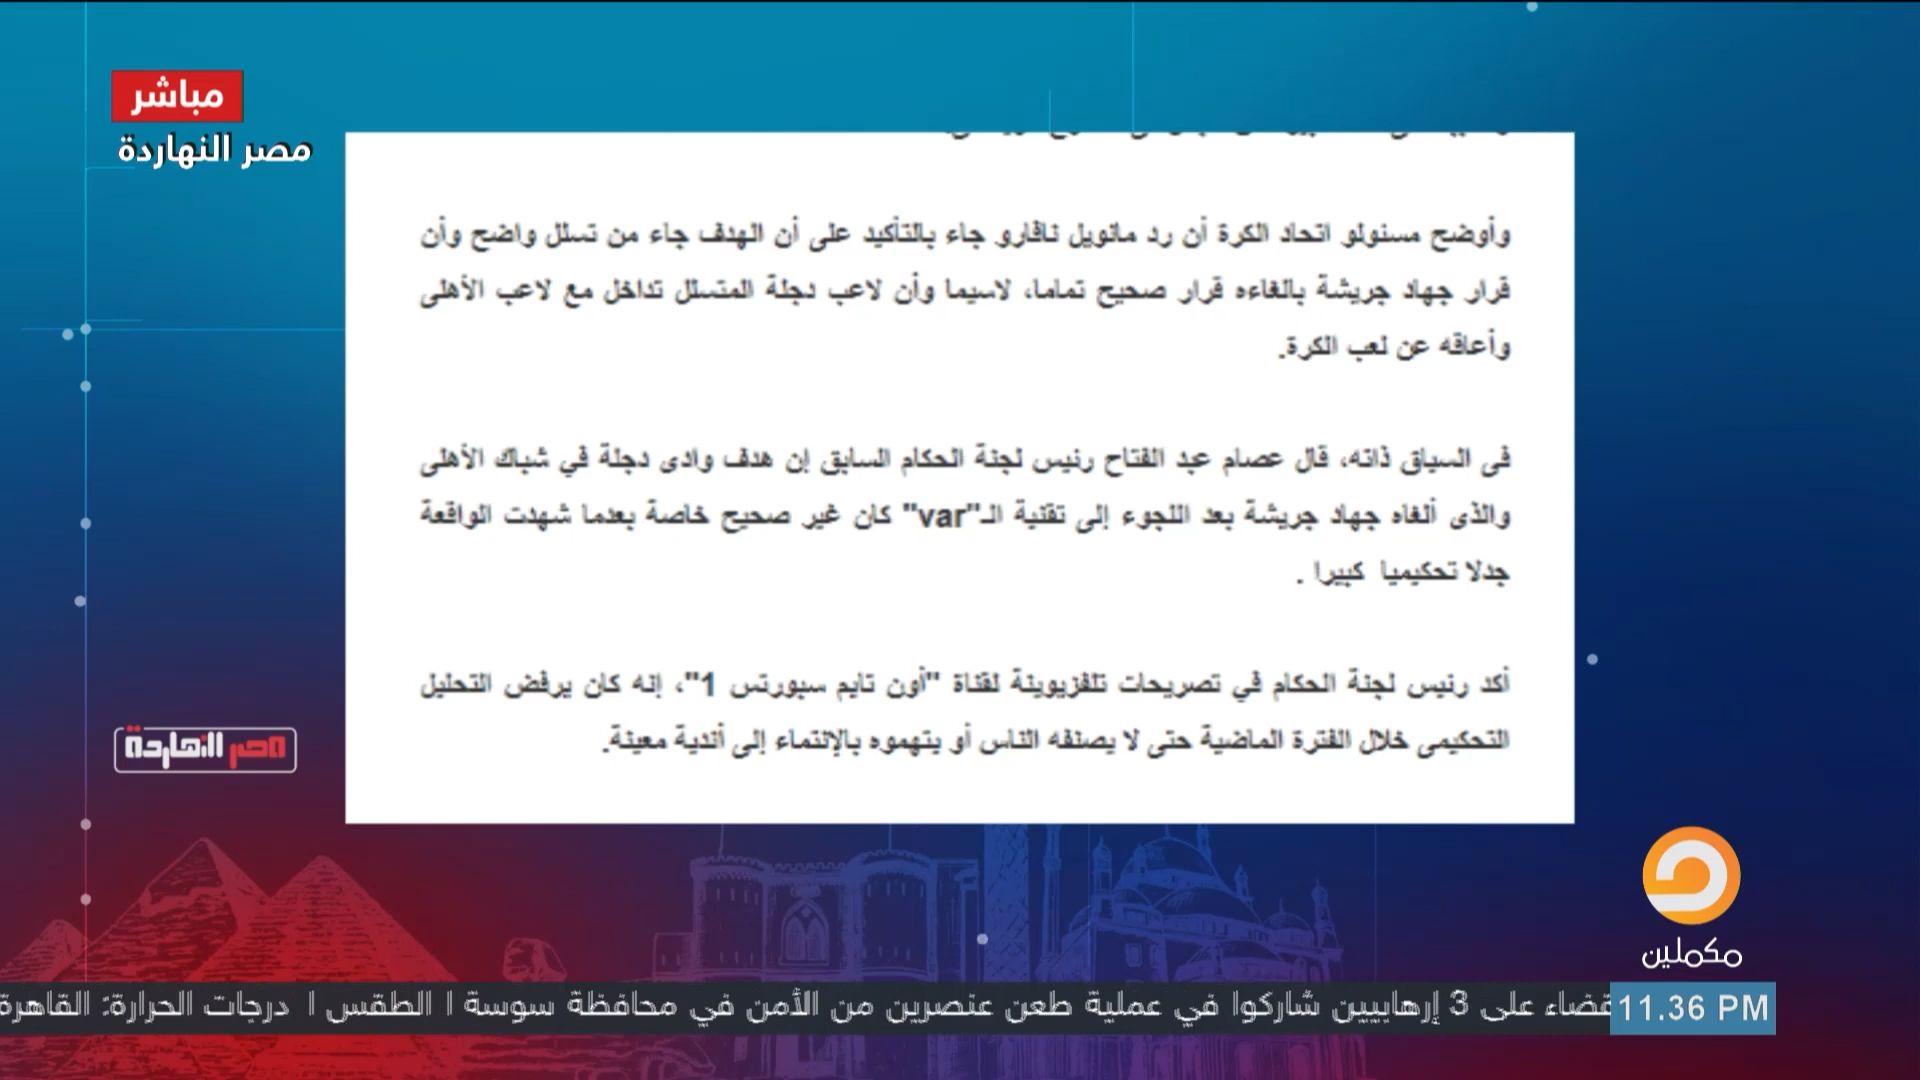 مباشر
مصر النهاردة
وأوضح مسئولو اتحاد الكرة أن رد مانويل نافارو جاء بالتأكيد على أن الهدف جاء من تسلل واضح وأن
قرار جهاد جريشة بالغاءه قرار صحيح تماما، لاسيما وأن لاعب دجلة المتسلل تداخل مع لاعب الأهلى
وأعاقه عن لعب الكرة.
فى السياق ذاته، قال عصام عبد الفتاح رئيس لجنة الحكام السابق إن هدف وادى دجلة في شباك الأهلى
والذى ألغاه جهاد جريشة بعد اللجوء إلى تقنية الـ"var" كان غير صحيح خاصة بعدما شهدت الواقعة
جدلا تحكيميا كبيرا .
أكد رئيس لجنة الحكام في تصريحات تلفزيوينة لقناة "أون تايم سبورتس 1"، إنه كان يرفض التحليل
التحكيمى خلال الفترة الماضية حتى لا يصنفه الناس أو يتهموه بالإنتماء إلى أندية معينة.
مصر النهاردة
مكملين
قضاء على 3 إرهابيين شاركوا في عملية طعن عنصرين من الأمن في محافظة سوسة | الطقس | درجات الحرارة: القاهرة
11.36 PM